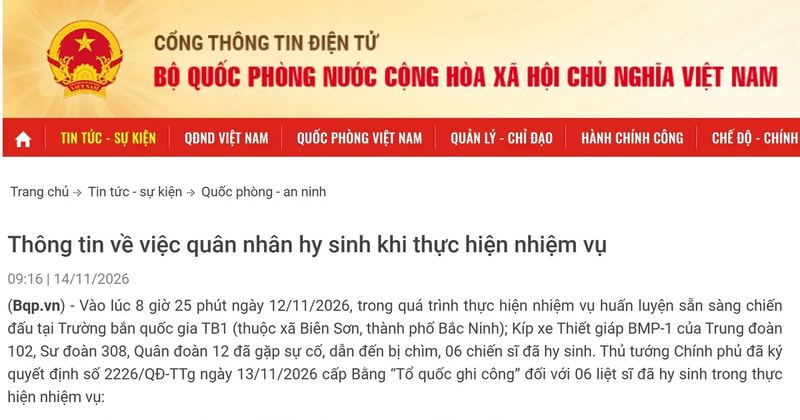 CỔNG THÔNG TIN ĐIỆN TỬ
BỘ QUỐC PHÒNG NƯỚC CỘNG HÒA XÃ HỘI CHỦ NGHĨA VIỆT NAM
VIỆT NAM
TIN TỨC - SỰ KIỆN QĐND VIỆT NAM QUỐC PHÒNG VIỆT NAM QUẢN LÝ - CHỈ ĐẠO HÀNH CHÍNH CÔNG CHẾ ĐỘ - CHÍNH
Trang chủ → Tin tức - sự kiện → Quốc phòng - an ninh
Thông tin về việc quân nhân hy sinh khi thực hiện nhiệm vụ
09:16 | 14/11/2026
(Bqp.vn) - Vào lúc 8 giờ 25 phút ngày 12/11/2026, trong quá trình thực hiện nhiệm vụ huấn luyện sẵn sàng chiến
đấu tại Trường bắn quốc gia TB1 (thuộc xã Biên Sơn, thành phố Bắc Ninh); Kíp xe Thiết giáp BMP-1 của Trung đoàn
102, Sư đoàn 308, Quân đoàn 12 đã gặp sự cố, dẫn đến bị chìm, 06 chiến sĩ đã hy sinh. Thủ tướng Chính phủ đã ký
quyết định số 2226/QĐ-TTg ngày 13/11/2026 cấp Bằng “Tổ quốc ghi công” đối với 06 liệt sĩ đã hy sinh trong thực
hiện nhiệm vụ: